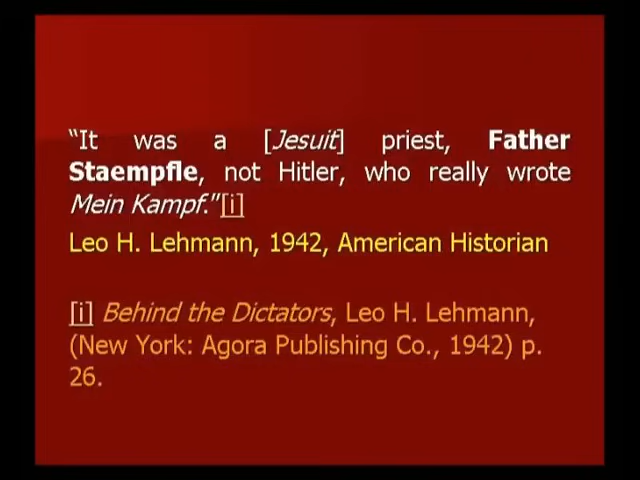 “It was a [Jesuit] priest, Father
Staempfle, not Hitler, who really wrote
Mein Kampf.”[i]
Leo H. Lehmann, 1942, American Historian
[i] Behind the Dictators, Leo H. Lehmann,
(New York: Agora Publishing Co., 1942) p.
26.